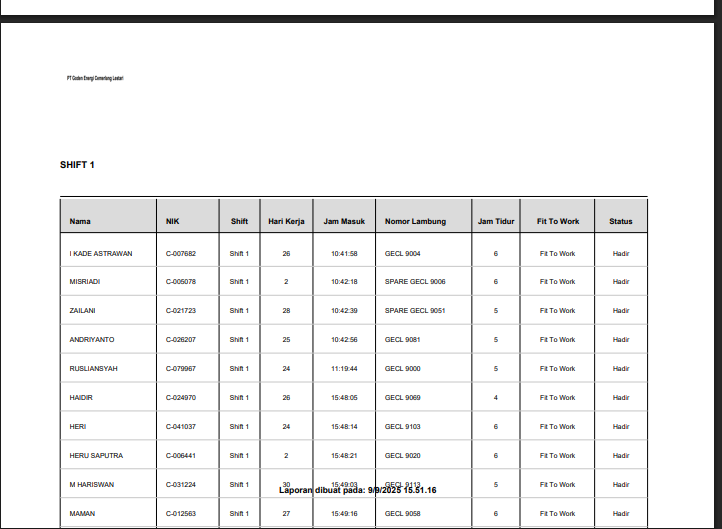 PT Goden Energi Cemerlang Lestari
SHIFT 1
Nama NIK Shift Hari Kerja Jam Masuk Nomor Lambung Jam Tidur Fit To Work Status
I KADE ASTRAWAN C-007682 Shift 1 26 10:41:58 GECL 9004 6 Fit To Work Hadir
MISRIADI C-005078 Shift 1 2 10:42:18 SPARE GECL 9006 6 Fit To Work Hadir
ZAILANI C-021723 Shift 1 28 10:42:39 SPARE GECL 9051 5 Fit To Work Hadir
ANDRIYANTO C-026207 Shift 1 25 10:42:56 GECL 9081 5 Fit To Work Hadir
RUSLIANSYAH C-079967 Shift 1 24 11:19:44 GECL 9000 5 Fit To Work Hadir
HAIDIR C-024970 Shift 1 26 15:48:05 GECL 9069 4 Fit To Work Hadir
HERI C-041037 Shift 1 24 15:48:14 GECL 9103 6 Fit To Work Hadir
HERU SAPUTRA C-006441 Shift 1 2 15:48:21 GECL 9020 6 Fit To Work Hadir
M HARISWAN C-031224 Shift 1 30 15:49:03 GECL 9113 5 Fit To Work Hadir
Laporan dibuat pada: 9/9/2025 15.51.16
MAMAN C-012563 Shift 1 27 15:49:16 GECL 9058 6 Fit To Work Hadir